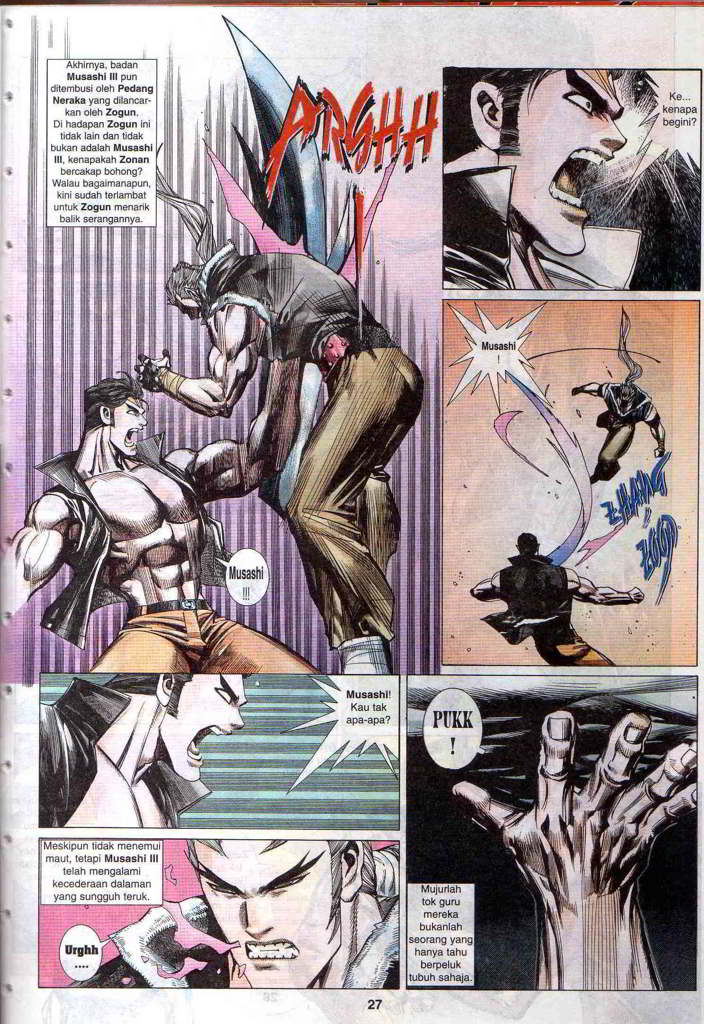 Akhirnya, badan
Musashi III pun
ditembusi oleh Pedang
Neraka yang dilancar-
kan oleh Zogun.
Di hadapan Zogun ini
tidak lain dan tidak
bukan adalah Musashi
III, kenapakah Zonan
bercakap bohong?
Walau bagaimanapun,
kini sudah terlambat
untuk Zogun menarik
balik serangannya.
ARGHH
Ke...
kenapa
begini?
Musashi
!!!
Musashi
!
ZHAING
ZOOP
Musashi!
Kau tak
apa-apa?
PUKK
!
Meskipun tidak menemui
maut, tetapi Musashi III
telah mengalami
kecederaan dalaman
yang sungguh teruk.
Urghh
....
Mujurlah
tok guru
mereka
bukanlah
seorang yang
hanya tahu
berpeluk
tubuh sahaja.
27